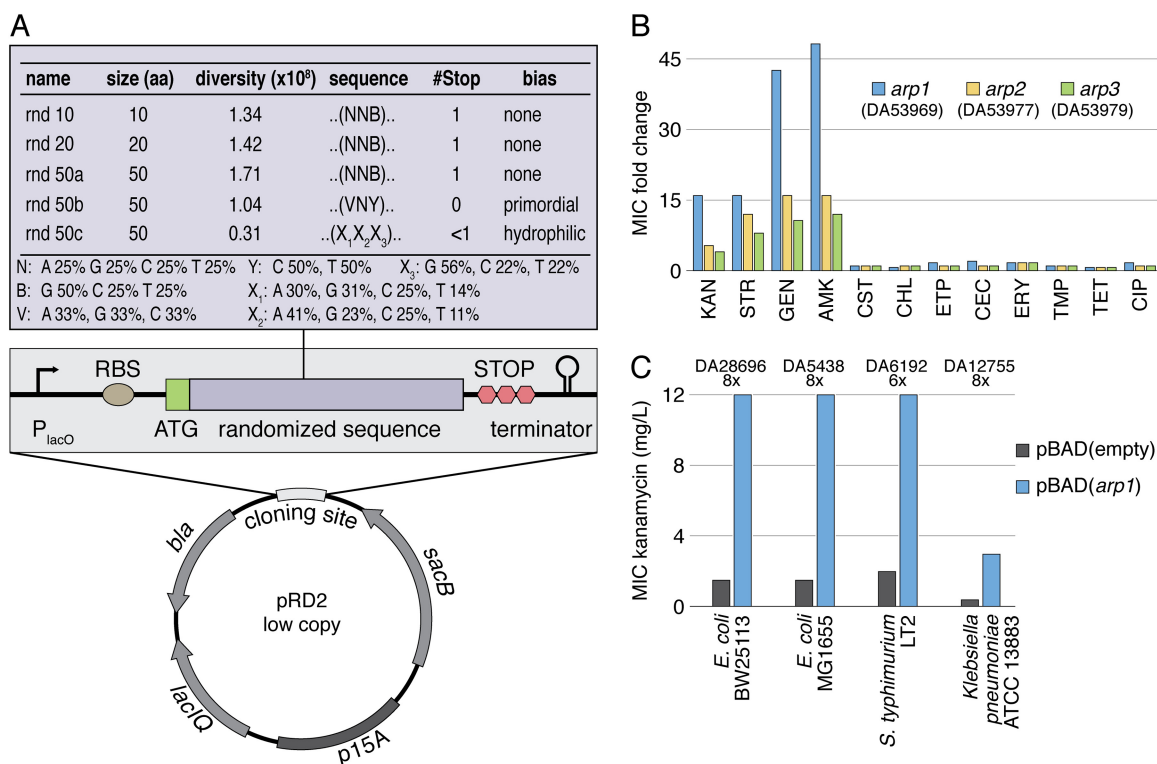 A
name size (aa) diversity (x10⁸) sequence #Stop bias
rnd 10 10 1.34 ..(NNB).. 1 none
rnd 20 20 1.42 ..(NNB).. 1 none
rnd 50a 50 1.71 ..(NNB).. 1 none
rnd 50b 50 1.04 ..(VNY).. 0 primordial
rnd 50c 50 0.31 ..(X₁X₂X₃).. <1 hydrophilic
N: A 25% G 25% C 25% T 25% Y: C 50%, T 50% X₃: G 56%, C 22%, T 22%
B: G 50% C 25% T 25% X₁: A 30%, G 31%, C 25%, T 14%
V: A 33%, G 33%, C 33% X₂: A 41%, G 23%, C 25%, T 11%
RBS STOP
PlacO ATG randomized sequence terminator
cloning site
bla
sacB
pRD2
low copy
lacIQ
p15A
B
MIC fold change
45
30
15
0
arp1 arp2 arp3
(DA53969) (DA53977) (DA53979)
KAN STR GEN AMK CST CHL ETP CEC ERY TMP TET CIP
C
DA28696 DA5438 DA6192 DA12755
8x 8x 6x 8x
MIC kanamycin (mg/L)
12
8
4
0
pBAD(empty)
pBAD(arp1)
E. coli
BW25113
E. coli
MG1655
S. typhimurium
LT2
Klebsiella
pneumoniae
ATCC 13883